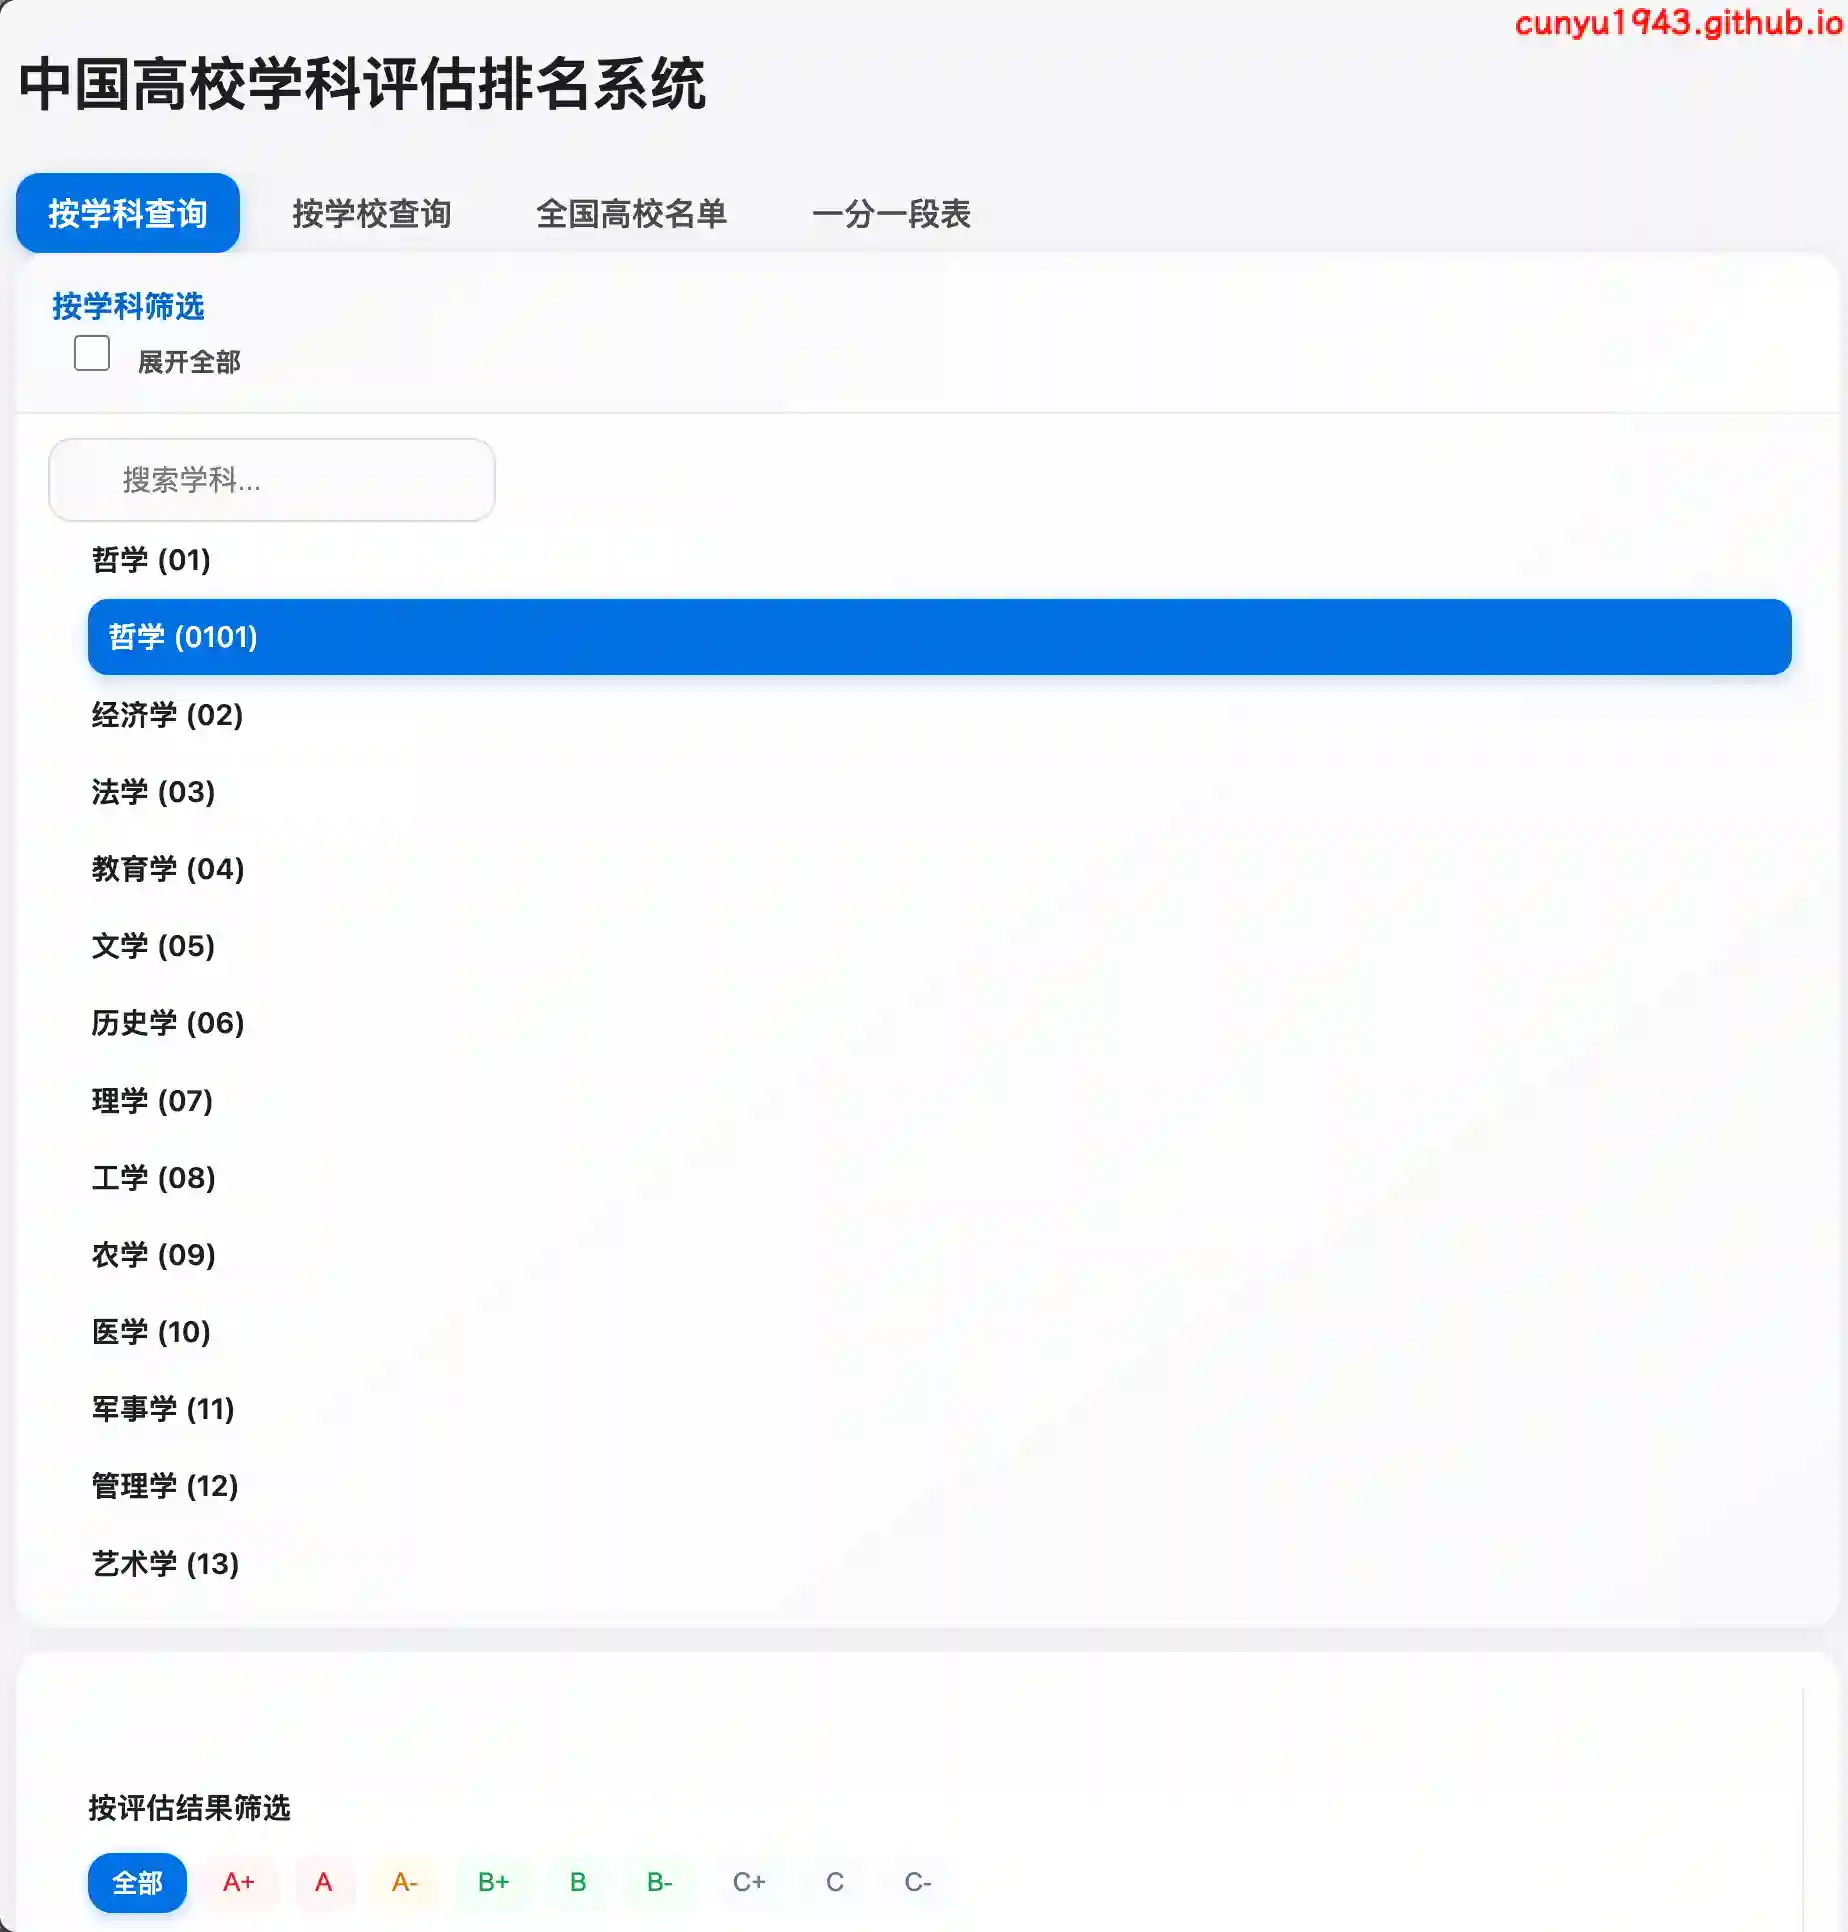 cunyu1943.github.io
中国高校学科评估排名系统
按学科查询 按学校查询 全国高校名单 一分一段表
按学科筛选
展开全部
搜索学科...
哲学 (01)
哲学 (0101)
经济学 (02)
法学 (03)
教育学 (04)
文学 (05)
历史学 (06)
理学 (07)
工学 (08)
农学 (09)
医学 (10)
军事学 (11)
管理学 (12)
艺术学 (13)
按评估结果筛选
全部 A+ A A- B+ B B- C+ C C-